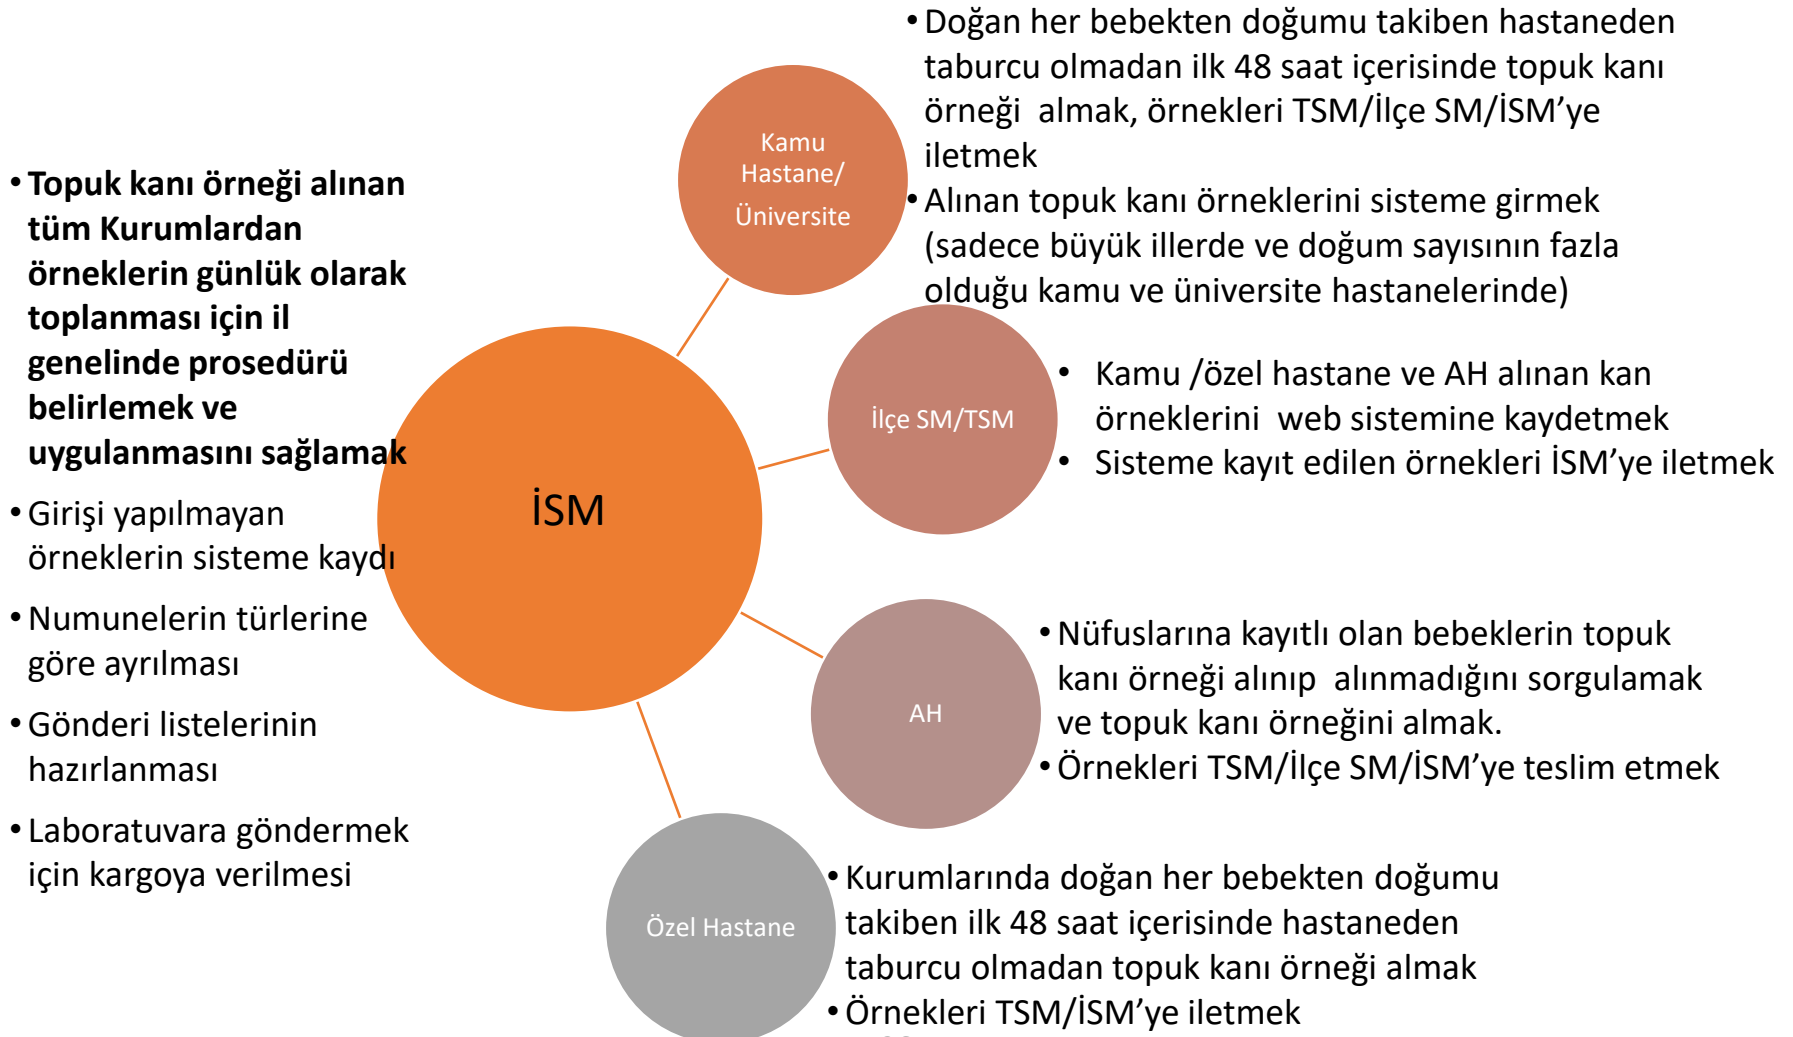 • Topuk kanı örneği alınan
tüm Kurumlardan
örneklerin günlük olarak
toplanması için il
genelinde prosedürü
belirlemek ve
uygulanmasını sağlamak
• Girişi yapılmayan
örneklerin sisteme kaydı
• Numunelerin türlerine
göre ayrılması
• Gönderi listelerinin
hazırlanması
• Laboratuvara göndermek
için kargoya verilmesi
İSM
Kamu
Hastane/
Üniversite
• Doğan her bebekten doğumu takiben hastaneden
taburcu olmadan ilk 48 saat içerisinde topuk kanı
örneği  almak, örnekleri TSM/İlçe SM/İSM’ye
iletmek
• Alınan topuk kanı örneklerini sisteme girmek
(sadece büyük illerde ve doğum sayısının fazla
olduğu kamu ve üniversite hastanelerinde)
İlçe SM/TSM
• Kamu /özel hastane ve AH alınan kan
örneklerini  web sistemine kaydetmek
• Sisteme kayıt edilen örnekleri İSM’ye iletmek
AH
• Nüfuslarına kayıtlı olan bebeklerin topuk
kanı örneği alınıp  alınmadığını sorgulamak
ve topuk kanı örneğini almak.
• Örnekleri TSM/İlçe SM/İSM’ye teslim etmek
Özel Hastane
• Kurumlarında doğan her bebekten doğumu
takiben ilk 48 saat içerisinde hastaneden
taburcu olmadan topuk kanı örneği almak
• Örnekleri TSM/İSM’ye iletmek